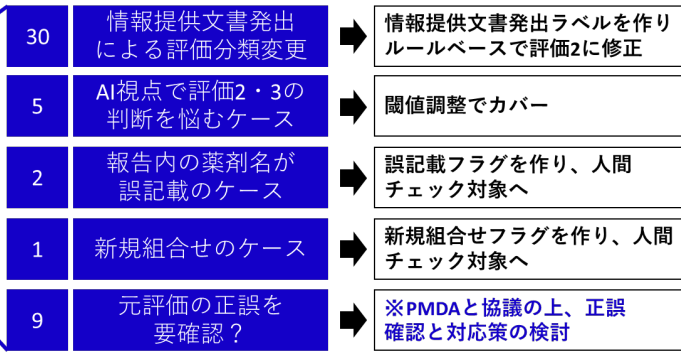 30
情報提供文書発出
による評価分類変更
情報提供文書発出ラベルを作り
ルールベースで評価2に修正
5
AI視点で評価2・3の
判断を悩むケース
閾値調整でカバー
2
報告内の薬剤名が
誤記載のケース
誤記載フラグを作り、人間
チェック対象へ
1
新規組合せのケース
新規組合せフラグを作り、人間
チェック対象へ
9
元評価の正誤を
要確認？
※PMDAと協議の上、正誤
確認と対応策の検討